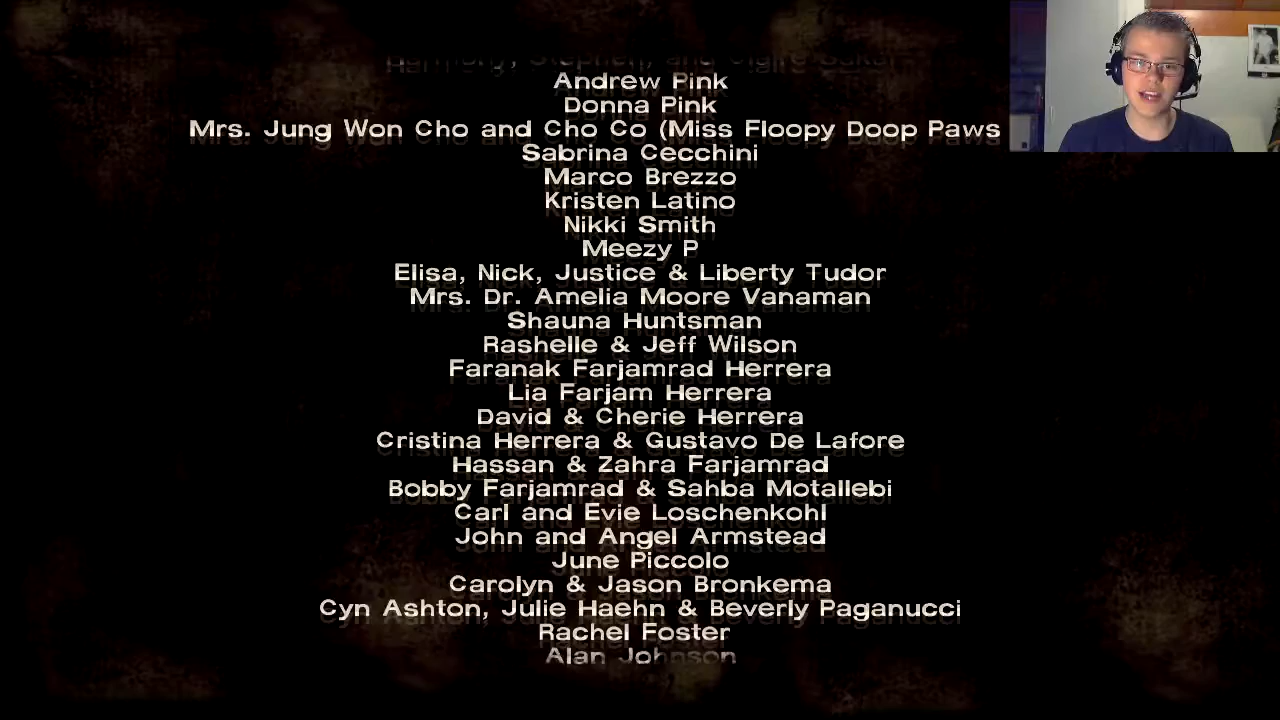 Andrew Pink
Donna Pink
Mrs. Jung Won Cho and Cho Co (Miss Floopy Doop Paws
Sabrina Cecchini
Marco Brezzo
Kristen Latino
Nikki Smith
Meezy P
Elisa, Nick, Justice & Liberty Tudor
Mrs. Dr. Amelia Moore Vanaman
Shauna Huntsman
Rashelle & Jeff Wilson
Faranak Farjamrad Herrera
Lia Farjam Herrera
David & Cherie Herrera
Cristina Herrera & Gustavo De Lafore
Hassan & Zahra Farjamrad
Bobby Farjamrad & Sahba Motallebi
Carl and Evie Loschenkohl
John and Angel Armstead
June Piccolo
Carolyn & Jason Bronkema
Cyn Ashton, Julie Haehn & Beverly Paganucci
Rachel Foster
Alan Johnson